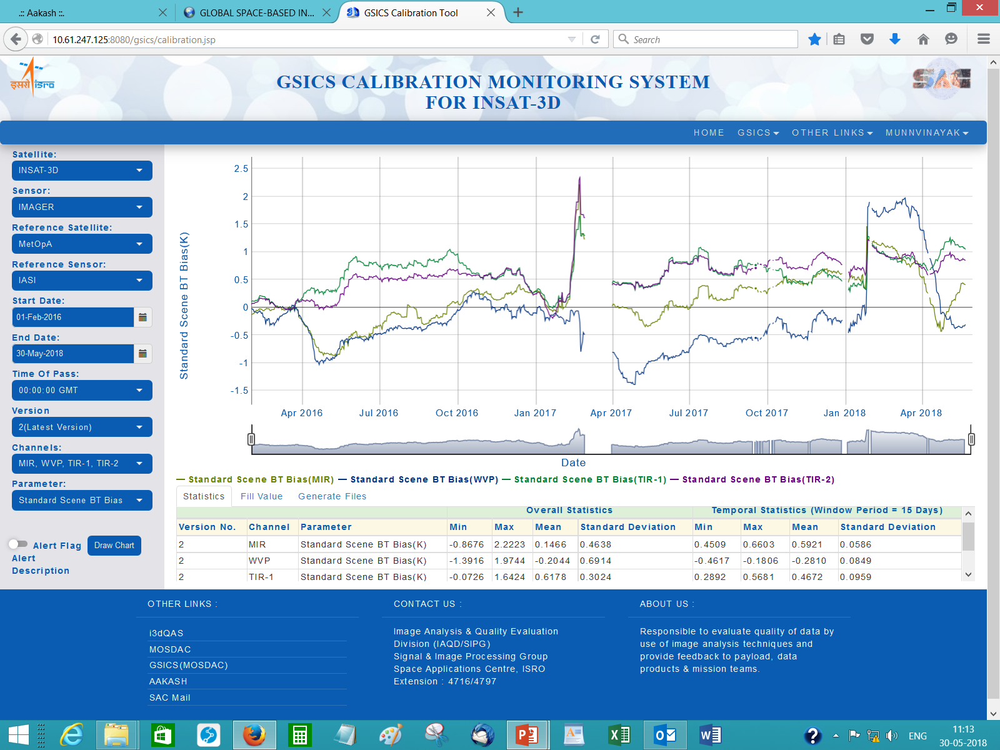 .:: Aakash ::.
GLOBAL SPACE-BASED IN...
GSICS Calibration Tool
10.61.247.125:8080/gsics/calibration.jsp
Search
इसरो isro
GSICS CALIBRATION MONITORING SYSTEM
FOR INSAT-3D
SAC
HOME GSICS OTHER LINKS MUNNVINAYAK
Satellite:
INSAT-3D
Sensor:
IMAGER
Reference Satellite:
MetOpA
Reference Sensor:
IASI
Start Date:
01-Feb-2016
End Date:
30-May-2018
Time Of Pass:
00:00:00 GMT
Version
2(Latest Version)
Channels:
MIR, WVP, TIR-1, TIR-2
Parameter:
Standard Scene BT Bias
Alert Flag
Draw Chart
Alert
Description
Standard Scene BT Bias(K)
2.5
2
1.5
1
0.5
0
-0.5
-1
-1.5
Apr 2016 Jul 2016 Oct 2016 Jan 2017 Apr 2017 Jul 2017 Oct 2017 Jan 2018 Apr 2018
Date
— Standard Scene BT Bias(MIR) — Standard Scene BT Bias(WVP) — Standard Scene BT Bias(TIR-1) — Standard Scene BT Bias(TIR-2)
Statistics Fill Value Generate Files
Overall Statistics Temporal Statistics (Window Period = 15 Days)
Version No. Channel Parameter Min Max Mean Standard Deviation Min Max Mean Standard Deviation
2 MIR Standard Scene BT Bias(K) -0.8676 2.2223 0.1466 0.4638 0.4509 0.6603 0.5921 0.0586
2 WVP Standard Scene BT Bias(K) -1.3916 1.9744 -0.2044 0.6914 -0.4617 -0.1806 -0.2810 0.0849
2 TIR-1 Standard Scene BT Bias(K) -0.0726 1.6424 0.6178 0.3024 0.2892 0.5681 0.4672 0.0959
OTHER LINKS :
i3dQAS
MOSDAC
GSICS(MOSDAC)
AAKASH
SAC Mail
CONTACT US :
Image Analysis & Quality Evaluation
Division (IAQD/SIPG)
Signal & Image Processing Group
Space Applications Centre, ISRO
Extension : 4716/4797
ABOUT US :
Responsible to evaluate quality of data by
use of image analysis techniques and
provide feedback to payload, data
products & mission teams.
ENG
11:13
30-05-2018